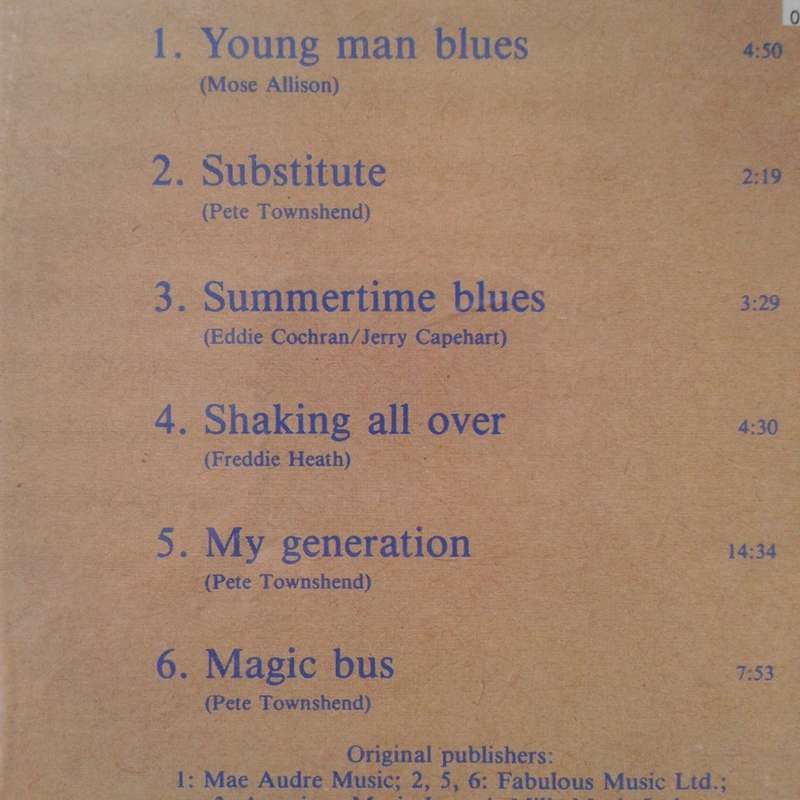 0
1. Young man blues 4:50
(Mose Allison)
2. Substitute 2:19
(Pete Townshend)
3. Summertime blues 3:29
(Eddie Cochran/Jerry Capehart)
4. Shaking all over 4:30
(Freddie Heath)
5. My generation 14:34
(Pete Townshend)
6. Magic bus 7:53
(Pete Townshend)
Original publishers:
1: Mae Audre Music; 2, 5, 6: Fabulous Music Ltd.;